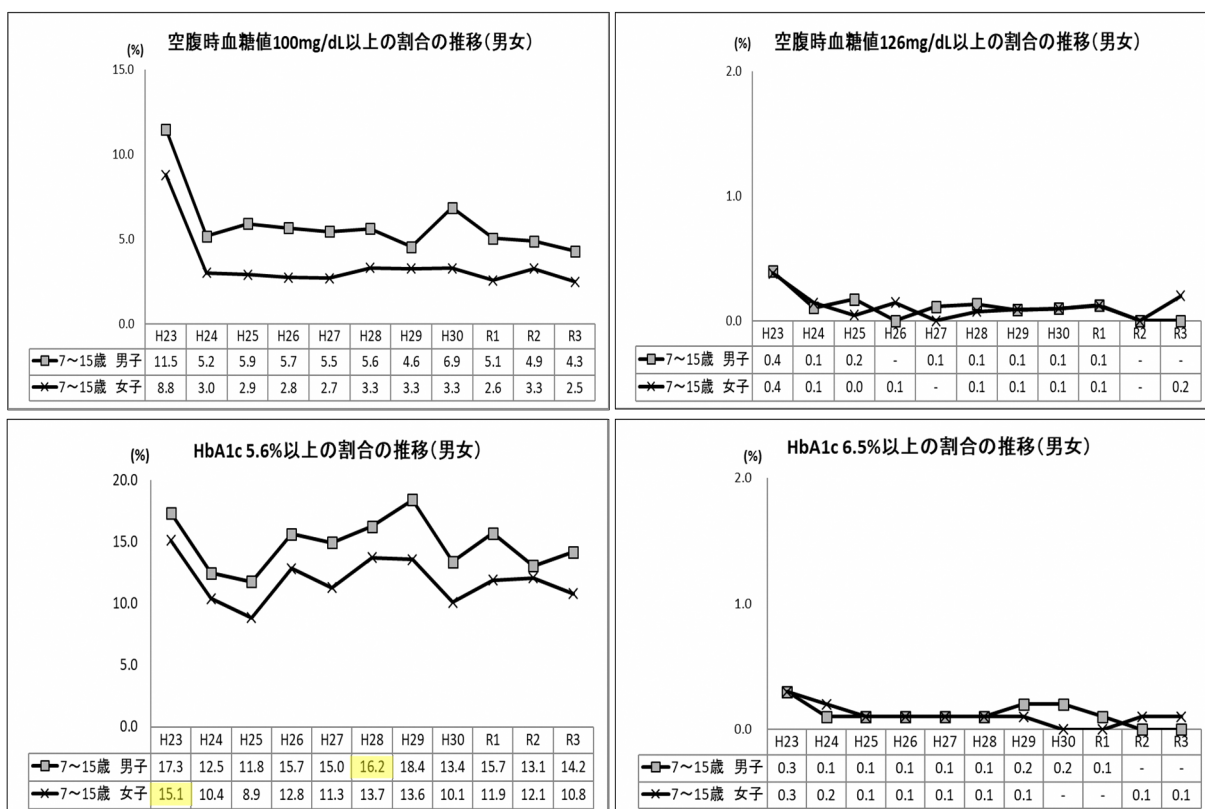 空腹時血糖値100mg/dL以上の割合の推移(男女)
(%)
15.0
10.0
5.0
0.0
H23 H24 H25 H26 H27 H28 H29 H30 R1 R2 R3
7～15歳 男子 11.5 5.2 5.9 5.7 5.5 5.6 4.6 6.9 5.1 4.9 4.3
7～15歳 女子 8.8 3.0 2.9 2.8 2.7 3.3 3.3 3.3 2.6 3.3 2.5
空腹時血糖値126mg/dL以上の割合の推移(男女)
(%)
2.0
1.0
0.0
H23 H24 H25 H26 H27 H28 H29 H30 R1 R2 R3
7～15歳 男子 0.4 0.1 0.2 - 0.1 0.1 0.1 0.1 0.1 - -
7～15歳 女子 0.4 0.1 0.0 0.1 - 0.1 0.1 0.1 0.1 - 0.2
HbA1c 5.6%以上の割合の推移(男女)
(%)
20.0
15.0
10.0
5.0
0.0
H23 H24 H25 H26 H27 H28 H29 H30 R1 R2 R3
7～15歳 男子 17.3 12.5 11.8 15.7 15.0 16.2 18.4 13.4 15.7 13.1 14.2
7～15歳 女子 15.1 10.4 8.9 12.8 11.3 13.7 13.6 10.1 11.9 12.1 10.8
HbA1c 6.5%以上の割合の推移(男女)
(%)
2.0
1.0
0.0
H23 H24 H25 H26 H27 H28 H29 H30 R1 R2 R3
7～15歳 男子 0.3 0.1 0.1 0.1 0.1 0.1 0.2 0.2 0.1 - -
7～15歳 女子 0.3 0.2 0.1 0.1 0.1 0.1 0.1 - - 0.1 0.1